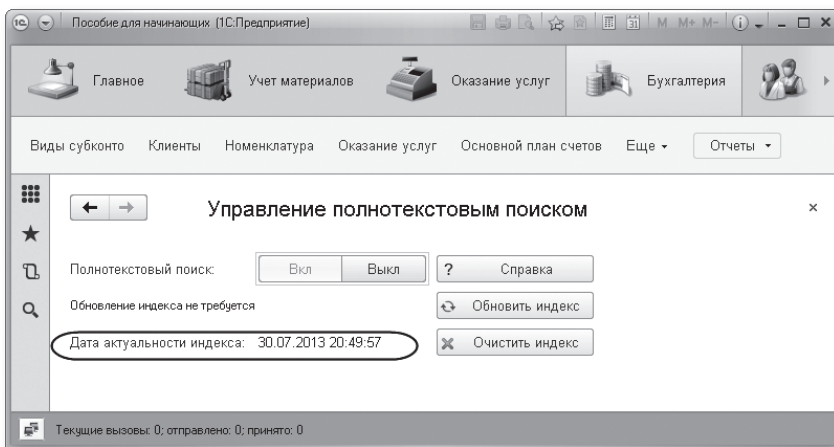 1С Пособие для начинающих (1С:Предприятие) 31 M M+ M- i
Главное Учет материалов Оказание услуг Бухгалтерия
Виды субконто Клиенты Номенклатура Оказание услуг Основной план счетов Еще Отчеты
Управление полнотекстовым поиском
Полнотекстовый поиск: Вкл Выкл ? Справка
Обновление индекса не требуется Обновить индекс
Дата актуальности индекса: 30.07.2013 20:49:57 Очистить индекс
Текущие вызовы: 0; отправлено: 0; принято: 0